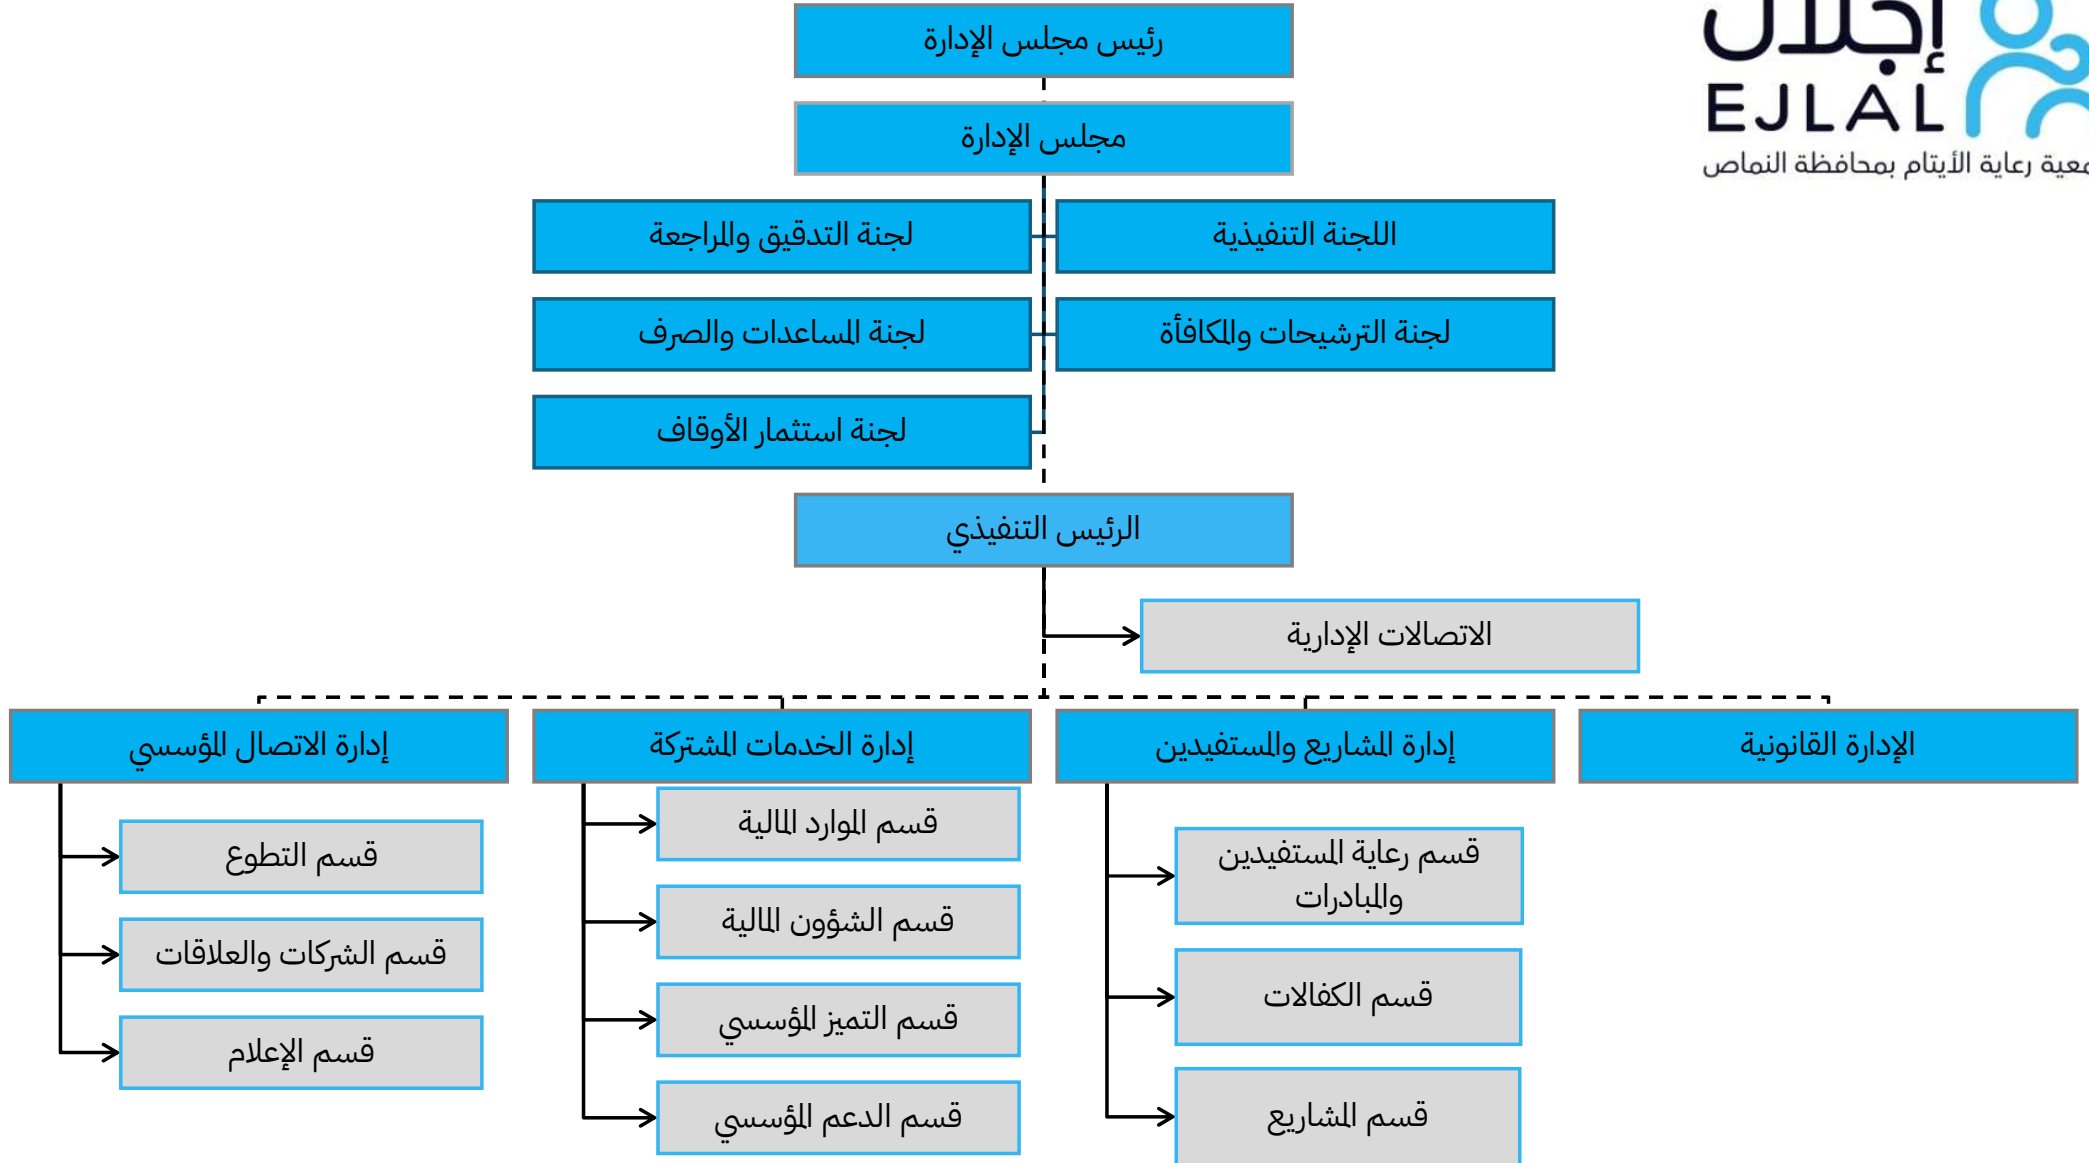 رئيس مجلس الإدارة
إجلال
EJLAL
رعاية الأيتام بمحافظة النماص
مجلس الإدارة
اللجنة التنفيذية
لجنة التدقيق والمراجعة
لجنة الترشيحات والمكافأة
لجنة المساعدات والصرف
لجنة استثمار الأوقاف
الرئيس التنفيذي
الاتصالات الإدارية
الإدارة القانونية
إدارة المشاريع والمستفيدين
قسم رعاية المستفيدين
والمبادرات
قسم الكفالات
قسم المشاريع
إدارة الخدمات المشتركة
قسم الموارد المالية
قسم الشؤون المالية
قسم التميز المؤسسي
قسم الدعم المؤسسي
إدارة الاتصال المؤسسي
قسم التطوع
قسم الشركات والعلاقات
قسم الإعلام